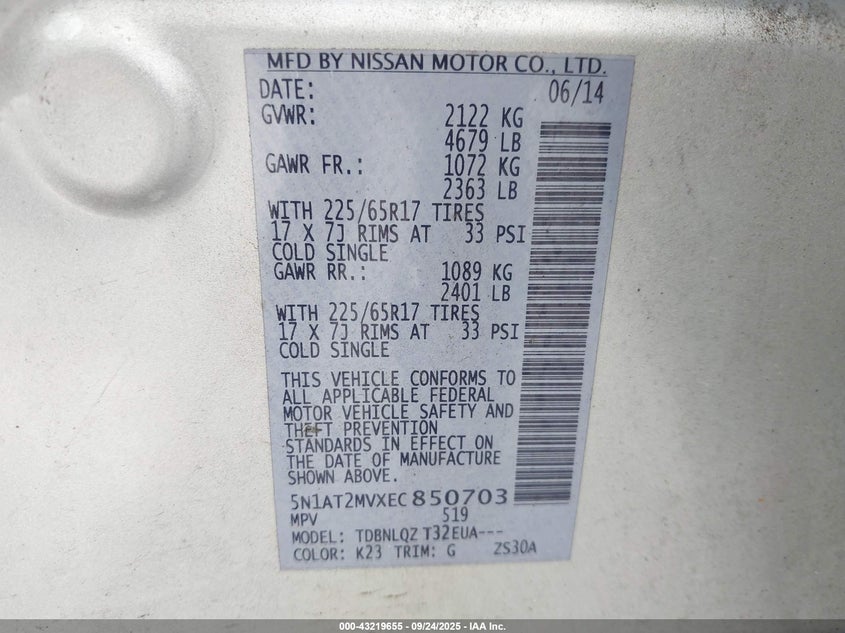 MFD BY NISSAN MOTOR CO., LTD.
DATE: 06/14
GVWR: 2122 KG
4679 LB
GAWR FR.: 1072 KG
2363 LB
WITH 225/65R17 TIRES
17 X 7J RIMS AT 33 PSI
COLD SINGLE
GAWR RR.: 1089 KG
2401 LB
WITH 225/65R17 TIRES
17 X 7J RIMS AT 33 PSI
COLD SINGLE
THIS VEHICLE CONFORMS TO
ALL APPLICABLE FEDERAL
MOTOR VEHICLE SAFETY AND
THEFT PREVENTION
STANDARDS IN EFFECT ON
THE DATE OF MANUFACTURE
SHOWN ABOVE.
5N1AT2MVXEC850703
MPV 519
MODEL: TDBNLQZ T32EUA---
COLOR: K23 TRIM: G ZS30A
000-43219655 - 09/24/2025 - IAA Inc.